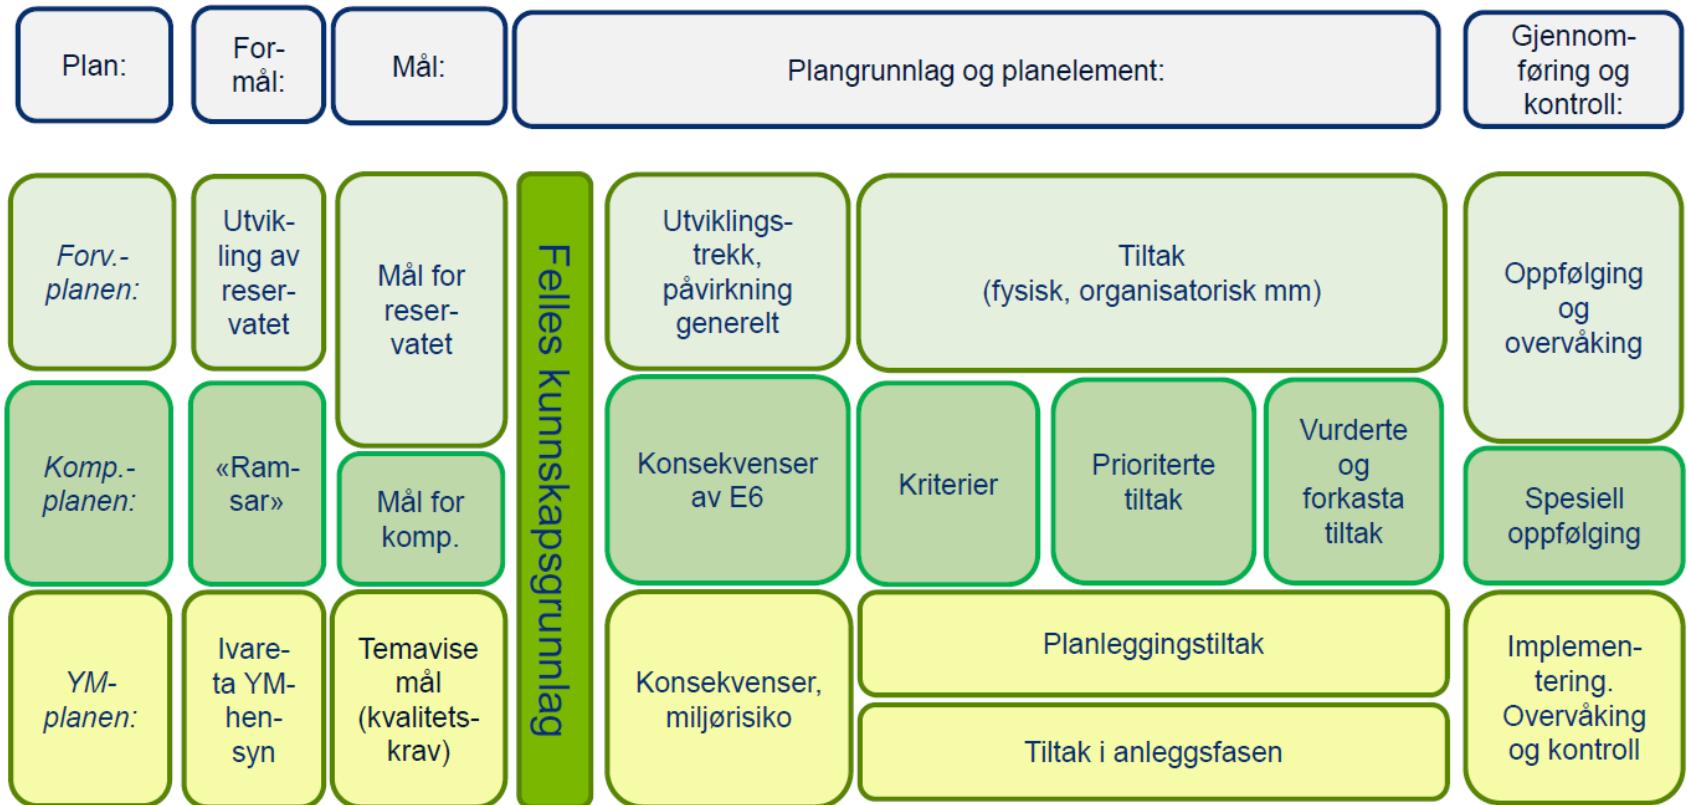 Plan:
For-
mål:
Mål:
Plangrunnlag og planelement:
Gjennom-
føring og
kontroll:
Forv.-
planen:
Utvik-
ling av
reser-
vatet
Mål for
reser-
vatet
Felles kunnskapsgrunnlag
Utviklings-
trekk,
påvirkning
generelt
Tiltak
(fysisk, organisatorisk mm)
Oppfølging
og
overvåking
Komp.-
planen:
«Ram-
sar»
Mål for
komp.
Konsekvenser
av E6
Kriterier
Prioriterte
tiltak
Vurderte
og
forkasta
tiltak
Spesiell
oppfølging
YM-
planen:
Ivare-
ta YM-
hen-
syn
Temavise
mål
(kvalitets-
krav)
Konsekvenser,
miljørisiko
Planleggingstiltak
Tiltak i anleggsfasen
Implemen-
tering.
Overvåking
og kontroll